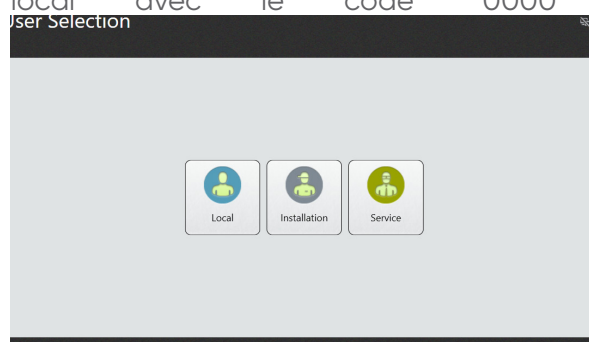 local avec le code 0000
User Selection
Local
Installation
Service